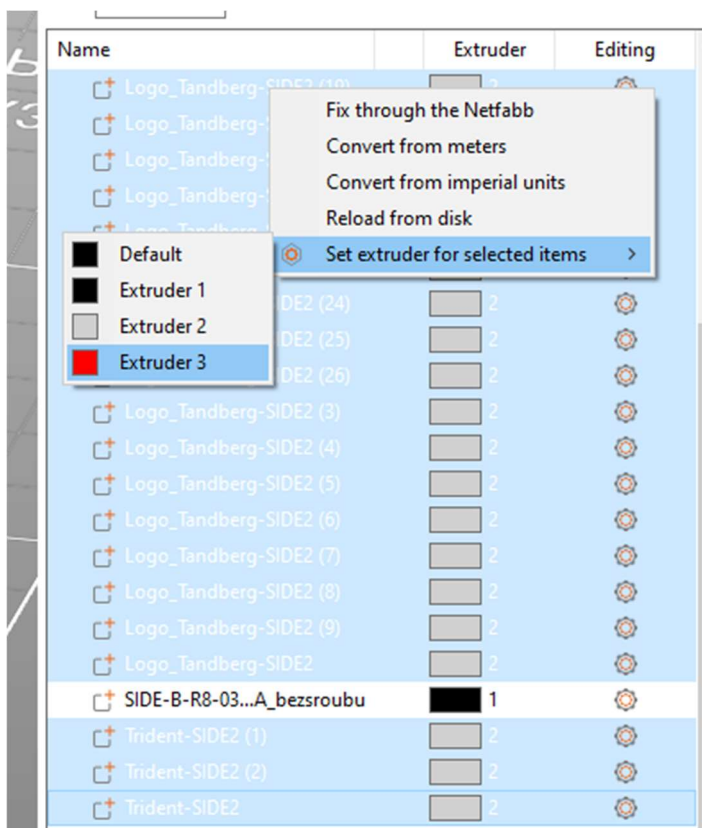 Name Extruder Editing
Logo_Tandberg-SIDE2 (19) 2
Logo_Tandberg-
Logo_Tandberg-
Logo_Tandberg-
Fix through the Netfabb
Convert from meters
Convert from imperial units
Reload from disk
Set extruder for selected items
Default
Extruder 1
Extruder 2
Extruder 3
DE2 (24) 2
DE2 (25) 2
DE2 (26) 2
Logo_Tandberg-SIDE2 (3) 2
Logo_Tandberg-SIDE2 (4) 2
Logo_Tandberg-SIDE2 (5) 2
Logo_Tandberg-SIDE2 (6) 2
Logo_Tandberg-SIDE2 (7) 2
Logo_Tandberg-SIDE2 (8) 2
Logo_Tandberg-SIDE2 (9) 2
Logo_Tandberg-SIDE2 2
SIDE-B-R8-03...A_bezsroubu 1
Trident-SIDE2 (1) 2
Trident-SIDE2 (2) 2
Trident-SIDE2 2